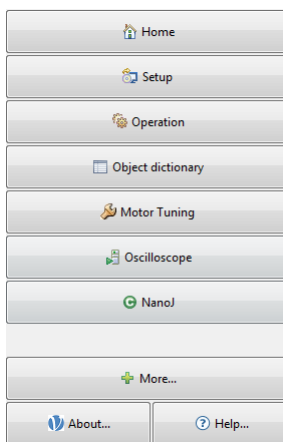 Home
Setup
Operation
Object dictionary
Motor Tuning
Oscilloscope
NanoJ
More...
About...
Help...